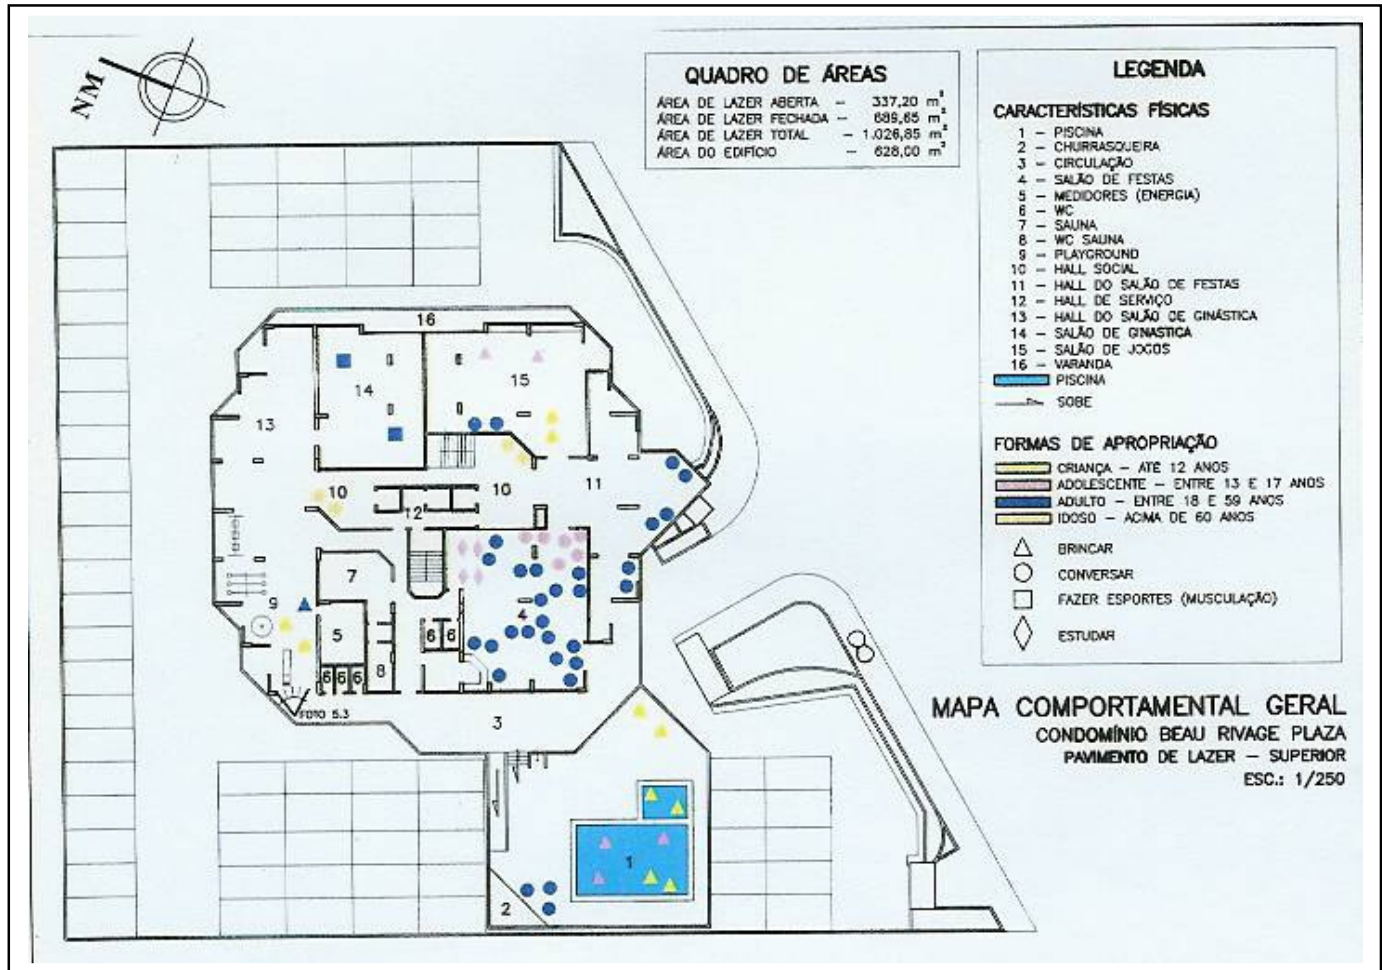 NM
QUADRO DE ÁREAS
ÁREA DE LAZER ABERTA – 337,20 m²
ÁREA DE LAZER FECHADA – 689,65 m²
ÁREA DE LAZER TOTAL – 1.026,85 m²
ÁREA DO EDIFÍCIO – 628,00 m²
LEGENDA
CARACTERÍSTICAS FÍSICAS
1 – PISCINA
2 – CHURRASQUEIRA
3 – CIRCULAÇÃO
4 – SALÃO DE FESTAS
5 – MEDIDORES (ENERGIA)
6 – WC
7 – SAUNA
8 – WC SAUNA
9 – PLAYGROUND
10 – HALL SOCIAL
11 – HALL DO SALÃO DE FESTAS
12 – HALL DE SERVIÇO
13 – HALL DO SALÃO DE GINÁSTICA
14 – SALÃO DE GINASTICA
15 – SALÃO DE JOGOS
16 – VARANDA
PISCINA
SOBE
FORMAS DE APROPRIAÇÃO
CRIANÇA – ATÉ 12 ANOS
ADOLESCENTE – ENTRE 13 E 17 ANOS
ADULTO – ENTRE 18 E 59 ANOS
IDOSO – ACIMA DE 60 ANOS
BRINCAR
CONVERSAR
FAZER ESPORTES (MUSCULAÇÃO)
ESTUDAR
16
14
15
13
10
10
11
12
7
9
4
5
6 6
8
6 6 6
FOTO 5.3
3
1
2
MAPA COMPORTAMENTAL GERAL
CONDOMÍNIO BEAU RIVAGE PLAZA
PAVIMENTO DE LAZER – SUPERIOR
ESC.: 1/250